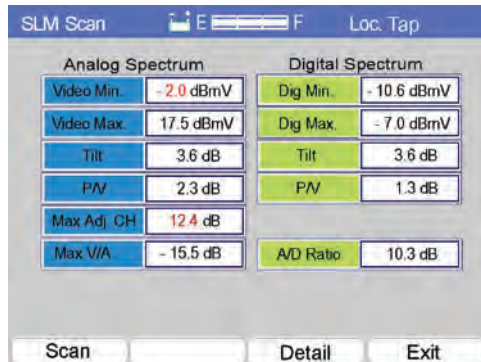 SLM Scan E F Loc. Tap
Analog Spectrum Digital Spectrum
Video Min. - 2.0 dBmV Dig Min. - 10.6 dBmV
Video Max. 17.5 dBmV Dig Max. - 7.0 dBmV
Tilt 3.6 dB Tilt 3.6 dB
P/V 2.3 dB P/V 1.3 dB
Max Adj. CH 12.4 dB
Max V/A - 15.5 dB A/D Ratio 10.3 dB
Scan Detail Exit